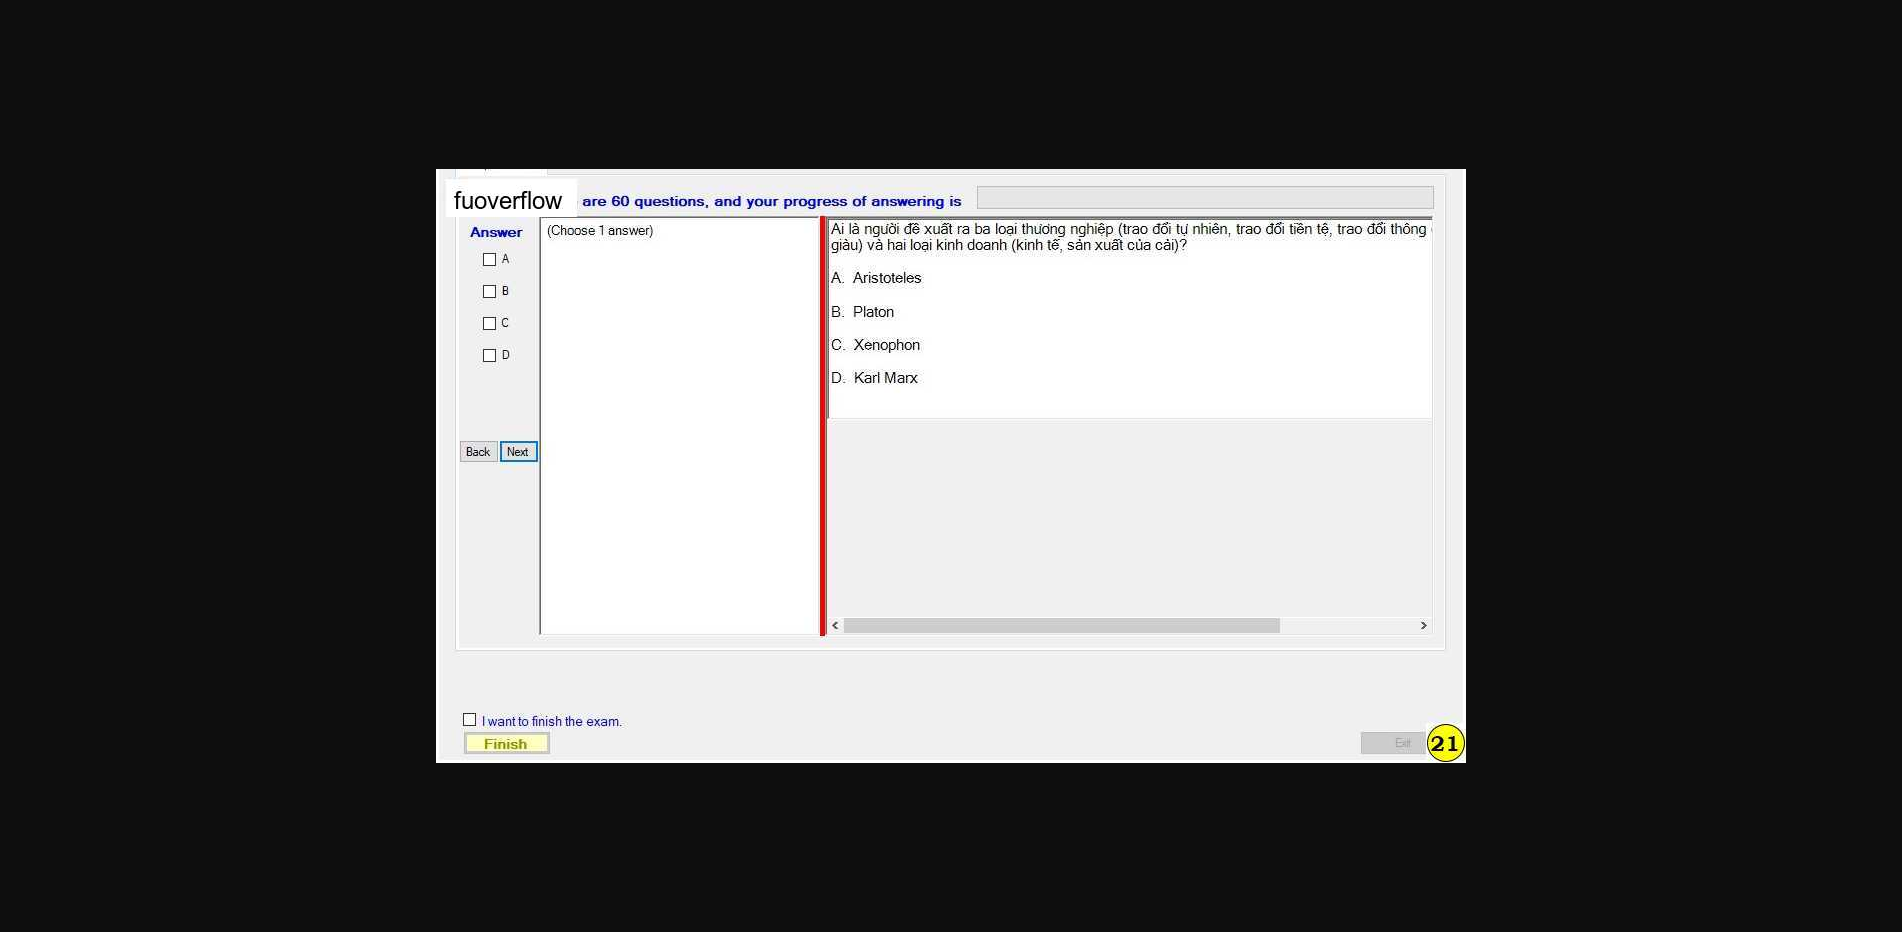 fuoverflow are 60 questions, and your progress of answering is
Answer
A
B
C
D
Back Next
(Choose 1 answer)
Ai là người đề xuất ra ba loại thương nghiệp (trao đổi tự nhiên, trao đổi tiền tệ, trao đổi thông
giàu) và hai loại kinh doanh (kinh tế, sản xuất của cải)?
A. Aristoteles
B. Platon
C. Xenophon
D. Karl Marx
I want to finish the exam.
Finish
Exit
21